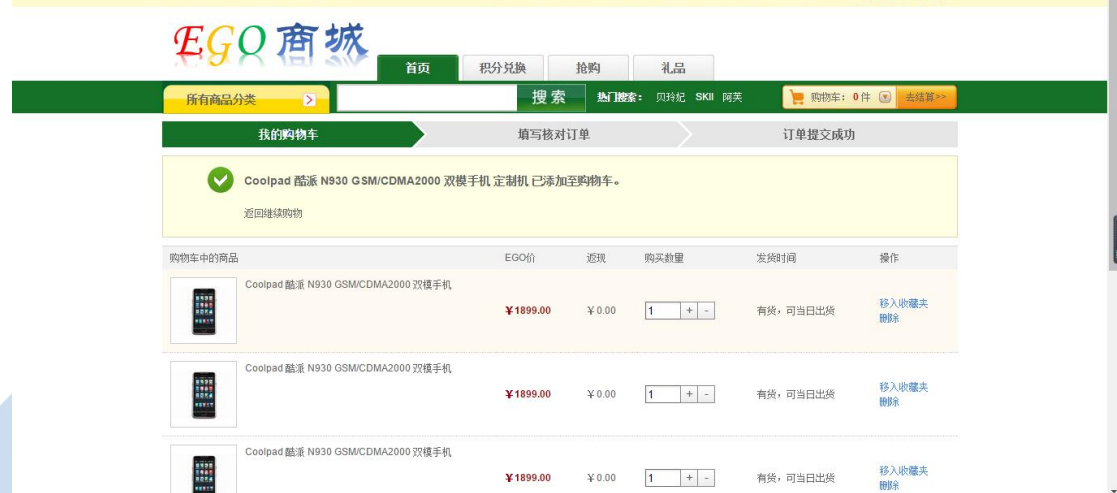 EGO 商城
首页 积分兑换 抢购 礼品
所有商品分类 搜索 热门搜索： 贝玲妃 SKII 阿芙 购物车：0件 去结算>>
我的购物车 填写核对订单 订单提交成功
Coolpad 酷派 N930 GSM/CDMA2000 双模手机 定制机 已添加至购物车。
返回继续购物
购物车中的商品 EGO价 返现 购买数量 发货时间 操作
Coolpad 酷派 N930 GSM/CDMA2000 双模手机
￥1899.00 ￥0.00 1 + - 有货，可当日出货 移入收藏夹
删除
Coolpad 酷派 N930 GSM/CDMA2000 双模手机
￥1899.00 ￥0.00 1 + - 有货，可当日出货 移入收藏夹
删除
Coolpad 酷派 N930 GSM/CDMA2000 双模手机
￥1899.00 ￥0.00 1 + - 有货，可当日出货 移入收藏夹
删除